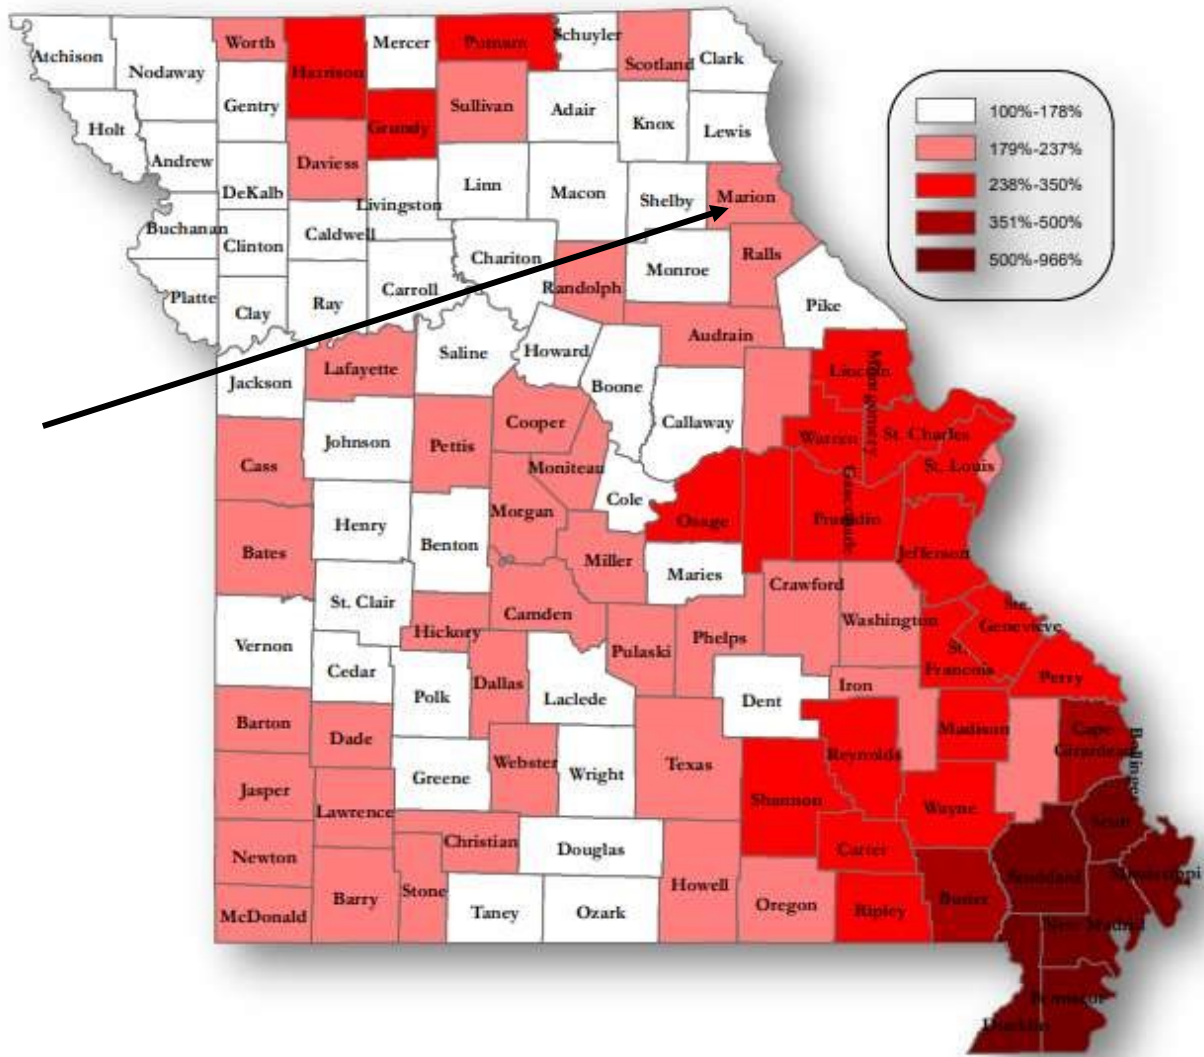 Atchison
Nodaway
Worth
Harrison
Mercer
Putnam
Schuyler
Scotland
Clark
Gentry
Sullivan
Adair
Knox
Lewis
Holt
Andrew
DeKalb
Daviess
Grundy
Livingston
Linn
Macon
Shelby
Marion
Buchanan
Clinton
Caldwell
Chariton
Monroe
Ralls
Platte
Clay
Ray
Carroll
Randolph
Pike
Audrain
Jackson
Lafayette
Saline
Howard
Boone
Callaway
Montgomery
Lincoln
Warren
St. Charles
St. Louis
Johnson
Pettis
Cooper
Moniteau
Cole
Cass
Henry
Benton
Morgan
Miller
Osage
Gasconade
Franklin
Jefferson
Bates
St. Clair
Camden
Maries
Crawford
Washington
Ste.
Genevieve
Vernon
Hickory
Pulaski
Phelps
St.
Francois
Perry
Cedar
Polk
Dallas
Laclede
Dent
Iron
Barton
Dade
Greene
Webster
Wright
Texas
Reynolds
Madison
Cape
Girardeau
Bollinger
Jasper
Lawrence
Shannon
Wayne
Scott
Newton
Christian
Douglas
Howell
Carter
Stoddard
Mississippi
McDonald
Barry
Stone
Taney
Ozark
Oregon
Ripley
Butler
New Madrid
Pemiscot
Dunklin
100%-178%
179%-237%
238%-350%
351%-500%
500%-966%